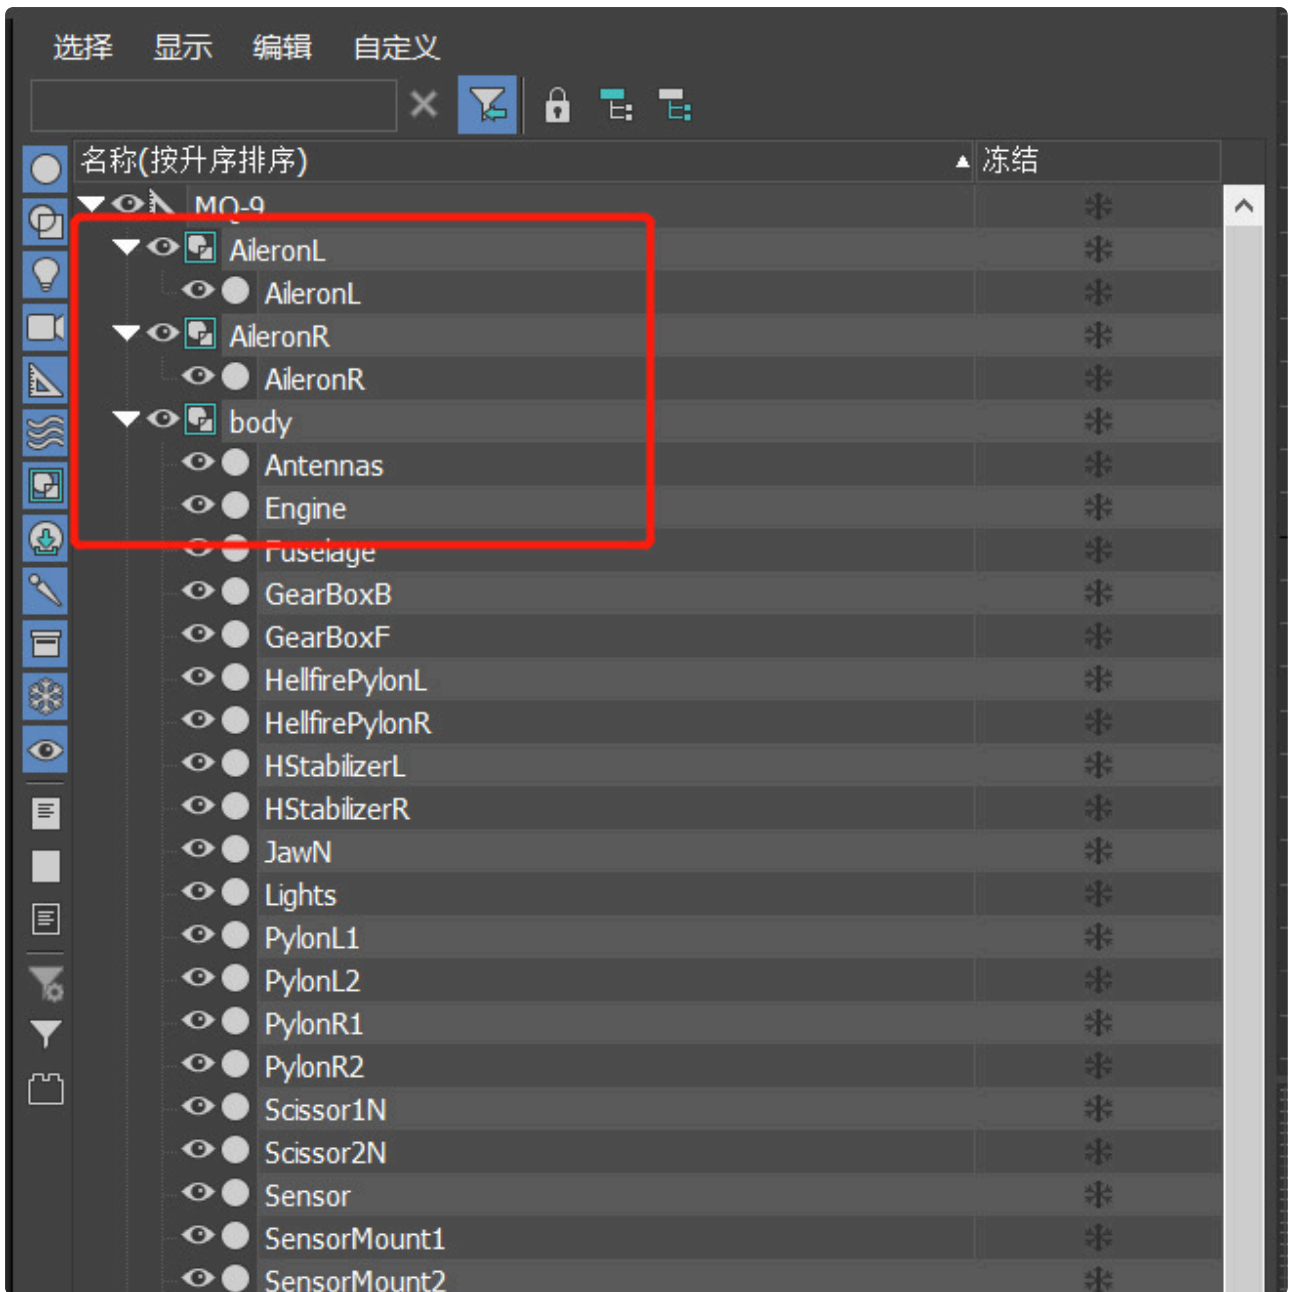 选择 显示 编辑 自定义
名称(按升序排序) 冻结
MQ-9
AileronL
AileronL
AileronR
AileronR
body
Antennas
Engine
Fuselage
GearBoxB
GearBoxF
HellfirePylonL
HellfirePylonR
HStabilizerL
HStabilizerR
JawN
Lights
PylonL1
PylonL2
PylonR1
PylonR2
Scissor1N
Scissor2N
Sensor
SensorMount1
SensorMount2